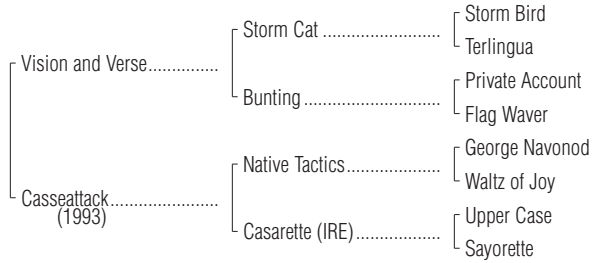 Storm Bird
Storm Cat ........................
Terlingua
Vision and Verse..............
Private Account
Bunting............................
Flag Waver
George Navonod
Native Tactics...................
Waltz of Joy
Casseattack......................
(1993)
Upper Case
Casarette (IRE).................
Sayorette